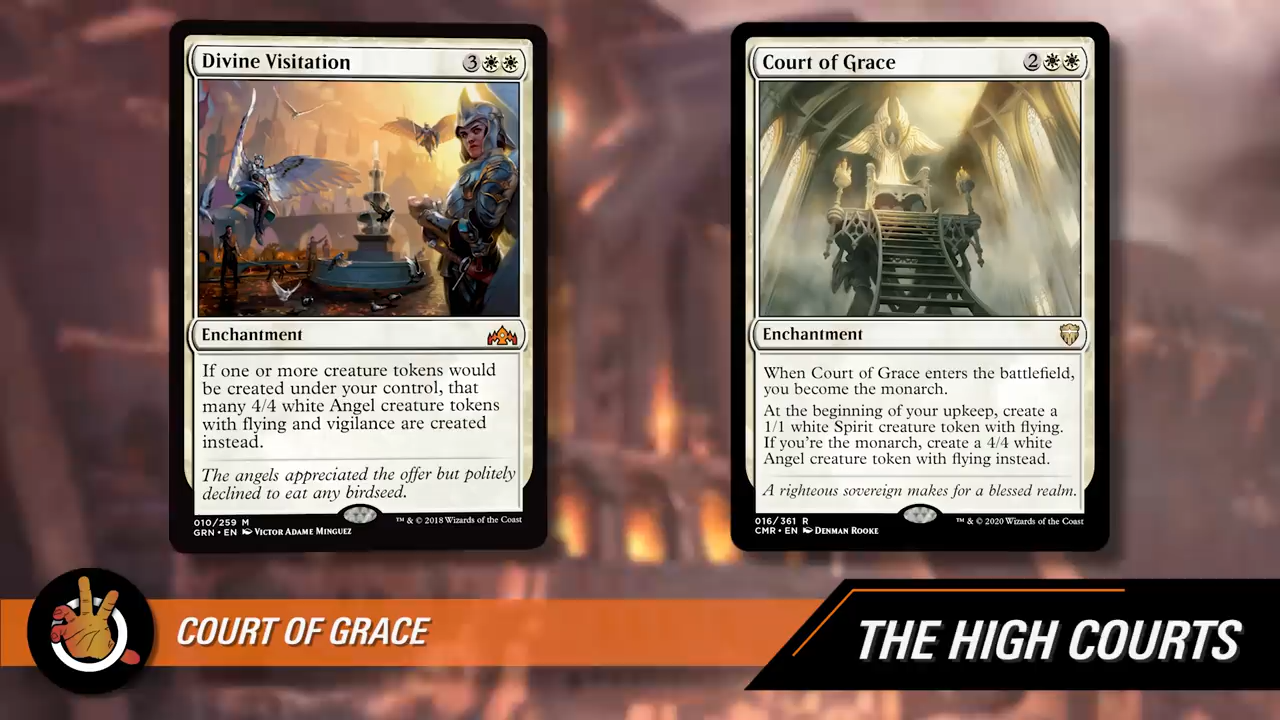 Divine Visitation 3
Enchantment
If one or more creature tokens would
be created under your control, that
many 4/4 white Angel creature tokens
with flying and vigilance are created
instead.
The angels appreciated the offer but politely
declined to eat any birdseed.
010/259 M
GRN • EN VICTOR ADAME MINGUEZ
™ & © 2018 Wizards of the Coast
Court of Grace 2
Enchantment
When Court of Grace enters the battlefield,
you become the monarch.
At the beginning of your upkeep, create a
1/1 white Spirit creature token with flying.
If you're the monarch, create a 4/4 white
Angel creature token with flying instead.
A righteous sovereign makes for a blessed realm.
016/361 R
CMR • EN DENMAN ROOKE
™ & © 2020 Wizards of the Coast
COURT OF GRACE
THE HIGH COURTS